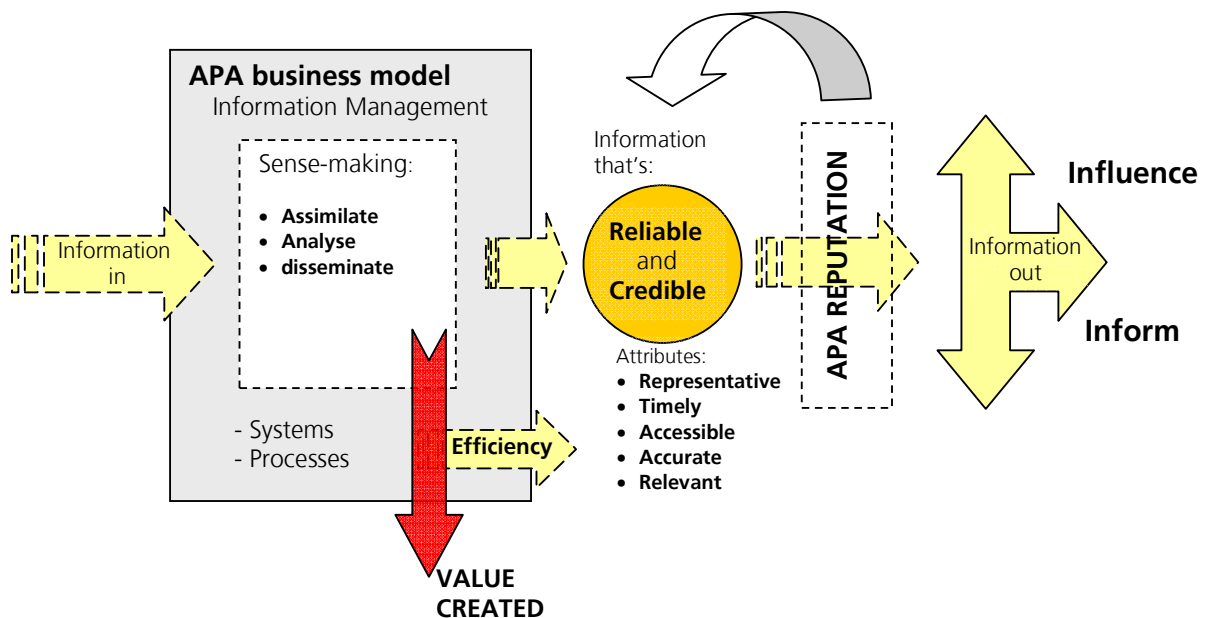 APA business model
Information Management
Sense-making:
• Assimilate
• Analyse
• disseminate
Information
in
- Systems
- Processes
Efficiency
VALUE
CREATED
Information
that's:
Reliable
and
Credible
Attributes:
• Representative
• Timely
• Accessible
• Accurate
• Relevant
APA REPUTATION
Information
out
Influence
Inform